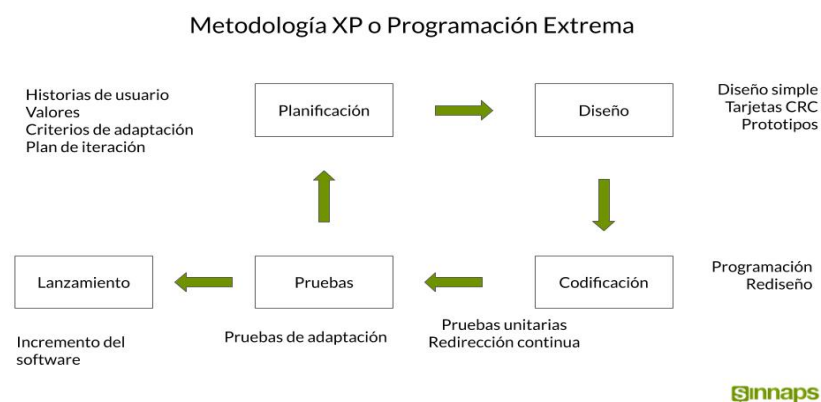 Metodología XP o Programación Extrema
Historias de usuario
Valores
Criterios de adaptación
Plan de iteración
Planificación
Diseño
Diseño simple
Tarjetas CRC
Prototipos
Lanzamiento
Pruebas
Codificación
Programación
Rediseño
Incremento del
software
Pruebas de adaptación
Pruebas unitarias
Redirección continua
sinnaps